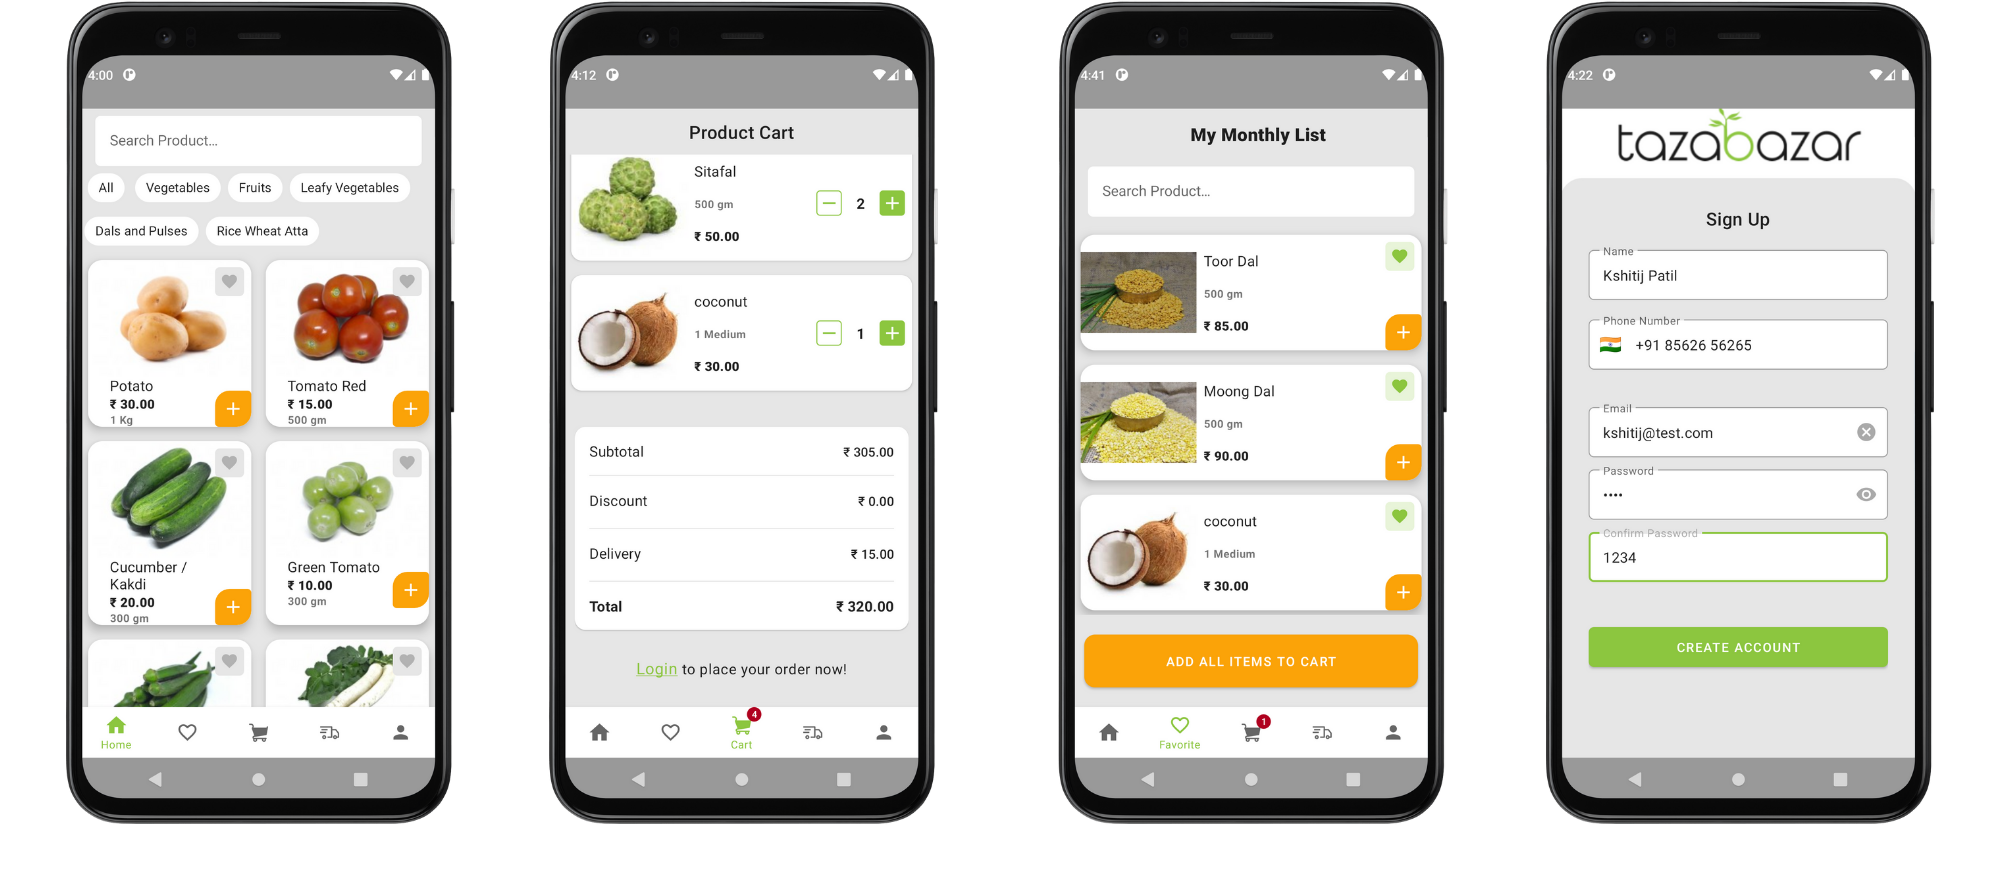 4:00
Search Product...
All Vegetables Fruits Leafy Vegetables
Dals and Pulses Rice Wheat Atta
Potato
₹ 30.00
1 Kg
Tomato Red
₹ 15.00
500 gm
Cucumber /
Kakdi
₹ 20.00
300 gm
Green Tomato
₹ 10.00
300 gm
Home
4:12
Product Cart
Sitafal
500 gm
₹ 50.00
2
coconut
1 Medium
₹ 30.00
1
Subtotal ₹ 305.00
Discount ₹ 0.00
Delivery ₹ 15.00
Total ₹ 320.00
Login to place your order now!
4
Cart
4:41
My Monthly List
Search Product...
Toor Dal
500 gm
₹ 85.00
Moong Dal
500 gm
₹ 90.00
coconut
1 Medium
₹ 30.00
ADD ALL ITEMS TO CART
1
Favorite
4:22
tazabazar
Sign Up
Name
Kshitij Patil
Phone Number
+91 85626 56265
Email
kshitij@test.com
Password
••••
Confirm Password
1234
CREATE ACCOUNT